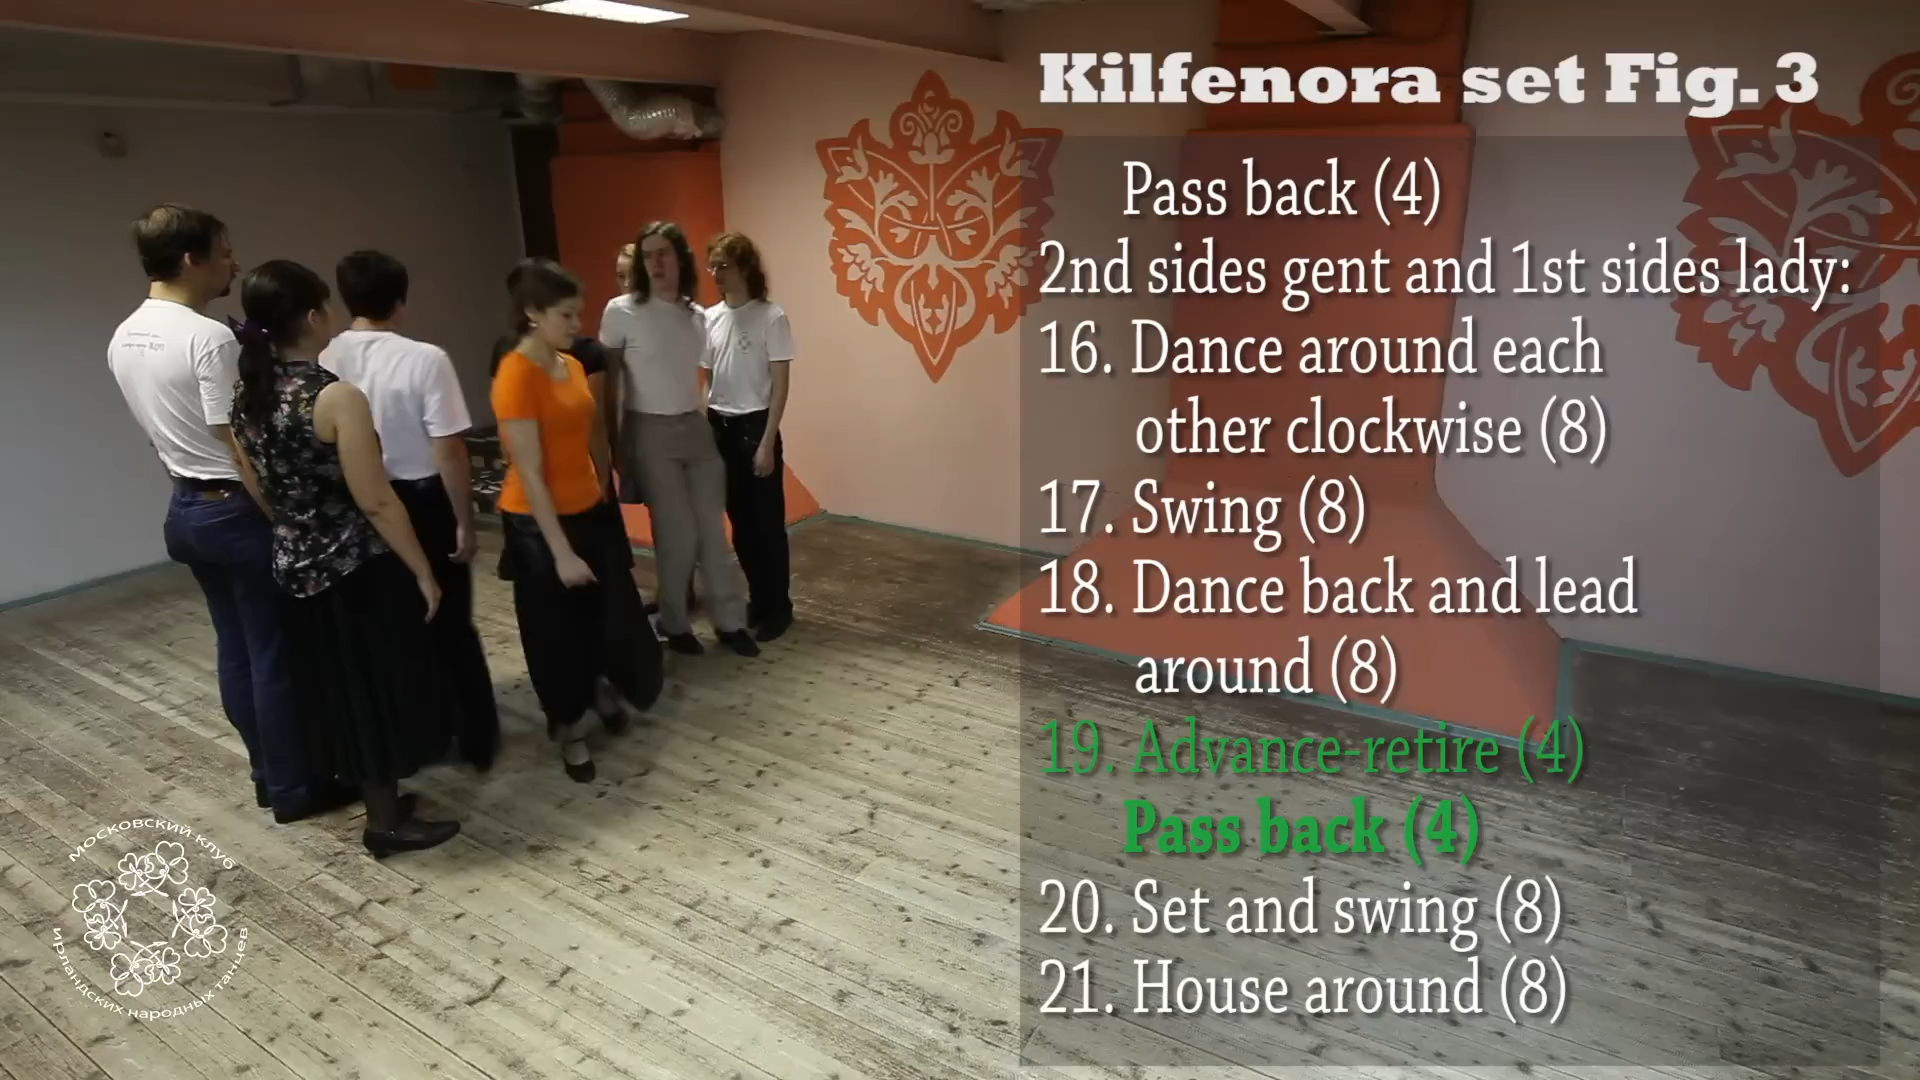 Kilfenora set Fig. 3
Pass back (4)
2nd sides gent and 1st sides lady:
16. Dance around each
other clockwise (8)
17. Swing (8)
18. Dance back and lead
around (8)
19. Advance-retire (4)
Pass back (4)
20. Set and swing (8)
21. House around (8)
московский клуб
ирландских народных танцев